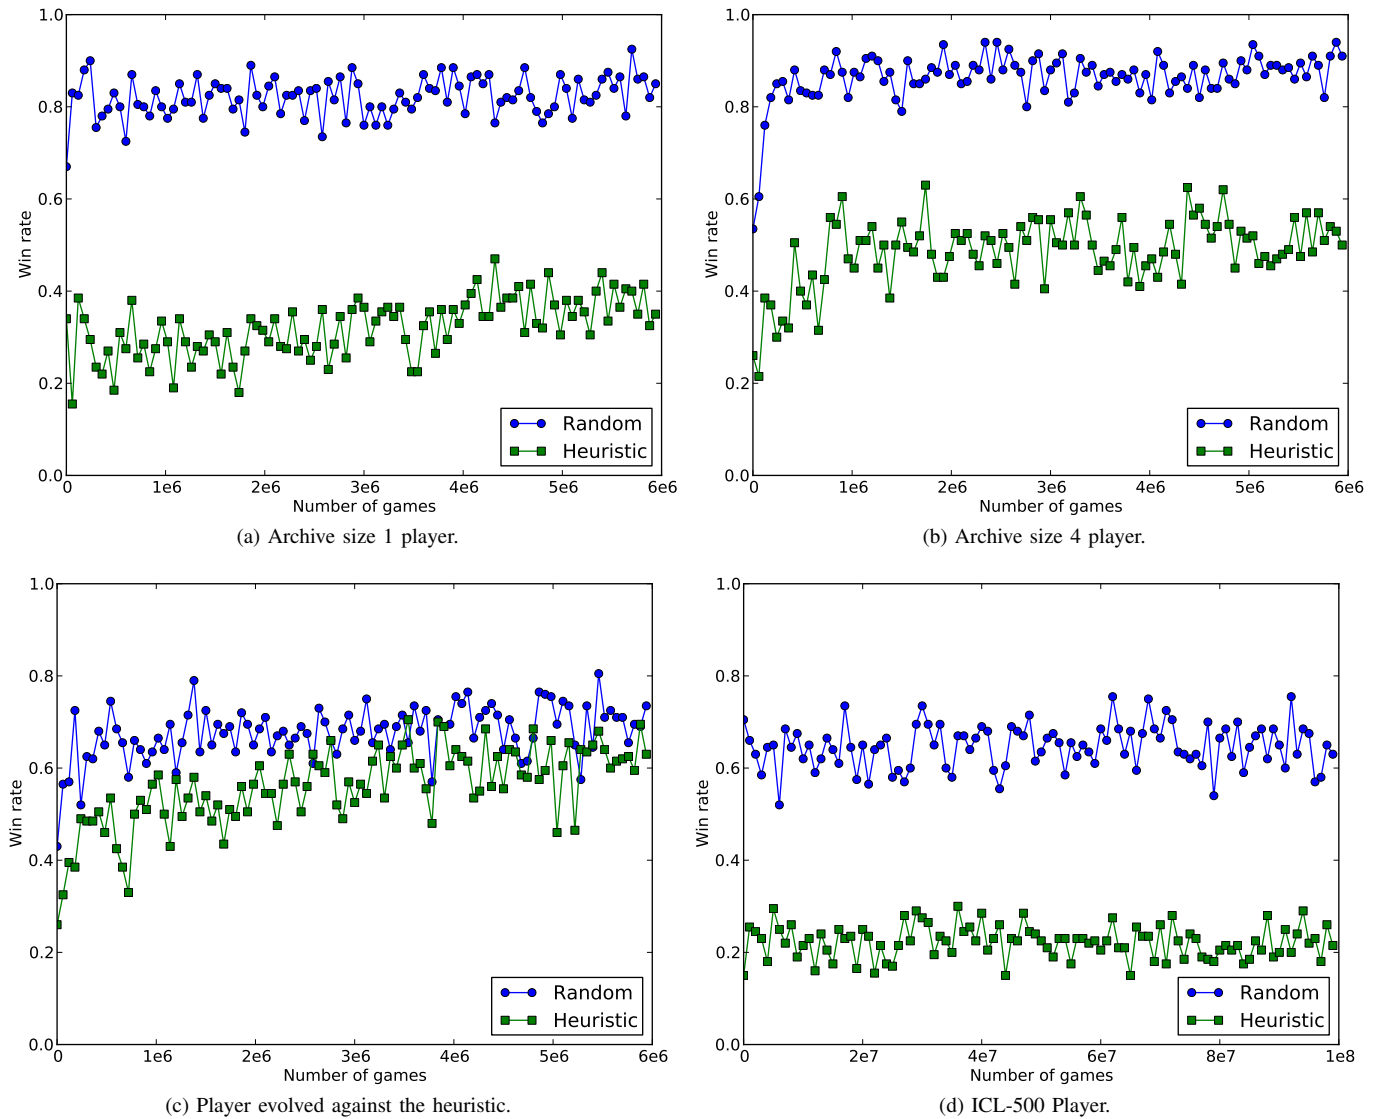 1.0
0.8
0.6
0.4
0.2
0.0
Win rate
Random
Heuristic
0 1e6 2e6 3e6 4e6 5e6 6e6
Number of games
(a) Archive size 1 player.
1.0
0.8
0.6
0.4
0.2
0.0
Win rate
Random
Heuristic
0 1e6 2e6 3e6 4e6 5e6 6e6
Number of games
(b) Archive size 4 player.
1.0
0.8
0.6
0.4
0.2
0.0
Win rate
Random
Heuristic
0 1e6 2e6 3e6 4e6 5e6 6e6
Number of games
(c) Player evolved against the heuristic.
1.0
0.8
0.6
0.4
0.2
0.0
Win rate
Random
Heuristic
0 2e7 4e7 6e7 8e7 1e8
Number of games
(d) ICL-500 Player.